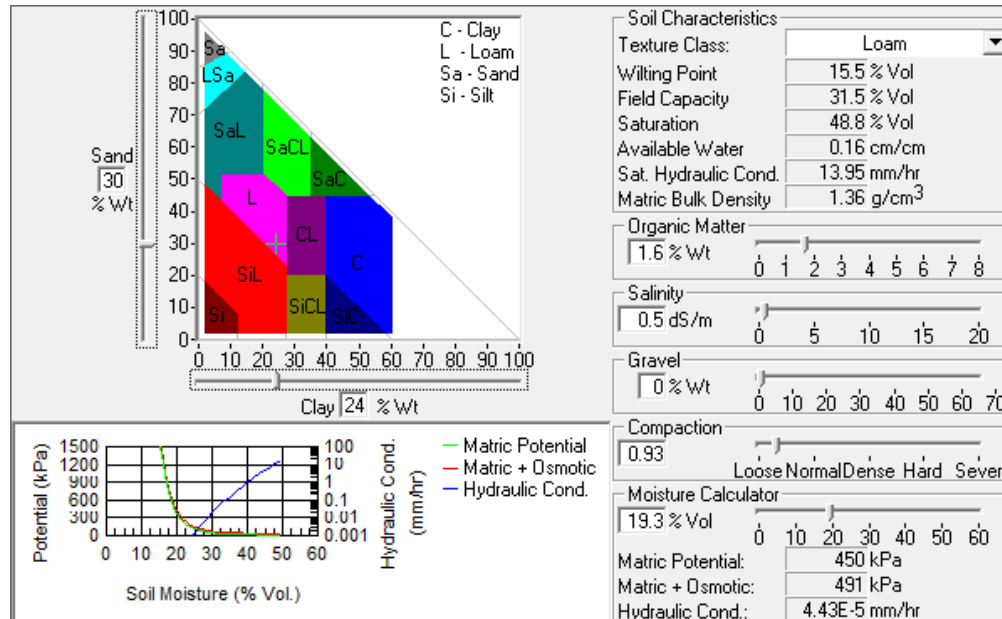 C - Clay
L - Loam
Sa - Sand
Si - Silt
100
90
80
70
60
50
40
30
20
10
0
Sand
30
% Wt
Sa
LSa
SaL
SaCL
SaC
L
CL
SiL
C
Si
SiCL
SiC
0 10 20 30 40 50 60 70 80 90 100
Clay 24 % Wt
Soil Characteristics
Texture Class: Loam
Wilting Point 15.5 % Vol
Field Capacity 31.5 % Vol
Saturation 48.8 % Vol
Available Water 0.16 cm/cm
Sat. Hydraulic Cond. 13.95 mm/hr
Matric Bulk Density 1.36 g/cm3
Organic Matter
1.6 % Wt
0 1 2 3 4 5 6 7 8
Salinity
0.5 dS/m
0 5 10 15 20
Gravel
0 % Wt
0 10 20 30 40 50 60 70
Compaction
0.93
Loose Normal Dense Hard Sever
Moisture Calculator
19.3 % Vol
0 10 20 30 40 50 60
Matric Potential: 450 kPa
Matric + Osmotic: 491 kPa
Hydraulic Cond.: 4.43E-5 mm/hr
Potential (kPa)
1500
1200
900
600
300
0
0 10 20 30 40 50 60
Soil Moisture (% Vol.)
100
10
1
0.1
0.01
0.001
Hydraulic Cond.
(mm/hr)
Matric Potential
Matric + Osmotic
Hydraulic Cond.